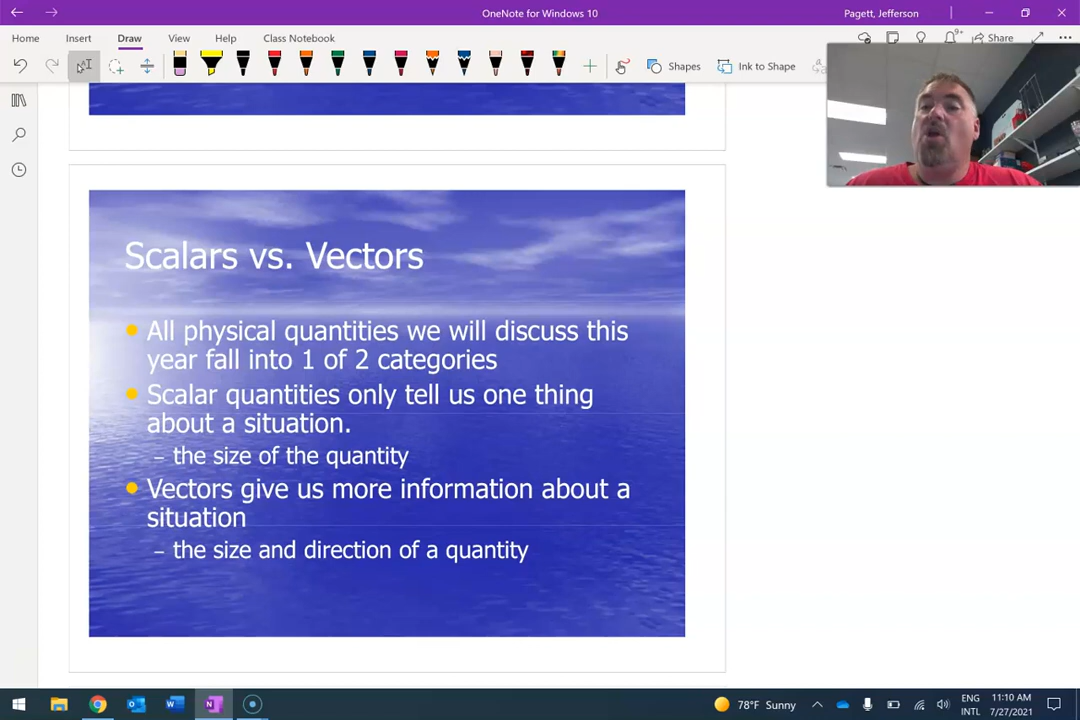 OneNote for Windows 10
Pagett, Jefferson
Home Insert Draw View Help Class Notebook
9+
Share
Shapes
Ink to Shape
Scalars vs. Vectors
All physical quantities we will discuss this
year fall into 1 of 2 categories
Scalar quantities only tell us one thing
about a situation.
– the size of the quantity
Vectors give us more information about a
situation
– the size and direction of a quantity
78°F Sunny
ENG
INTL
11:10 AM
7/27/2021